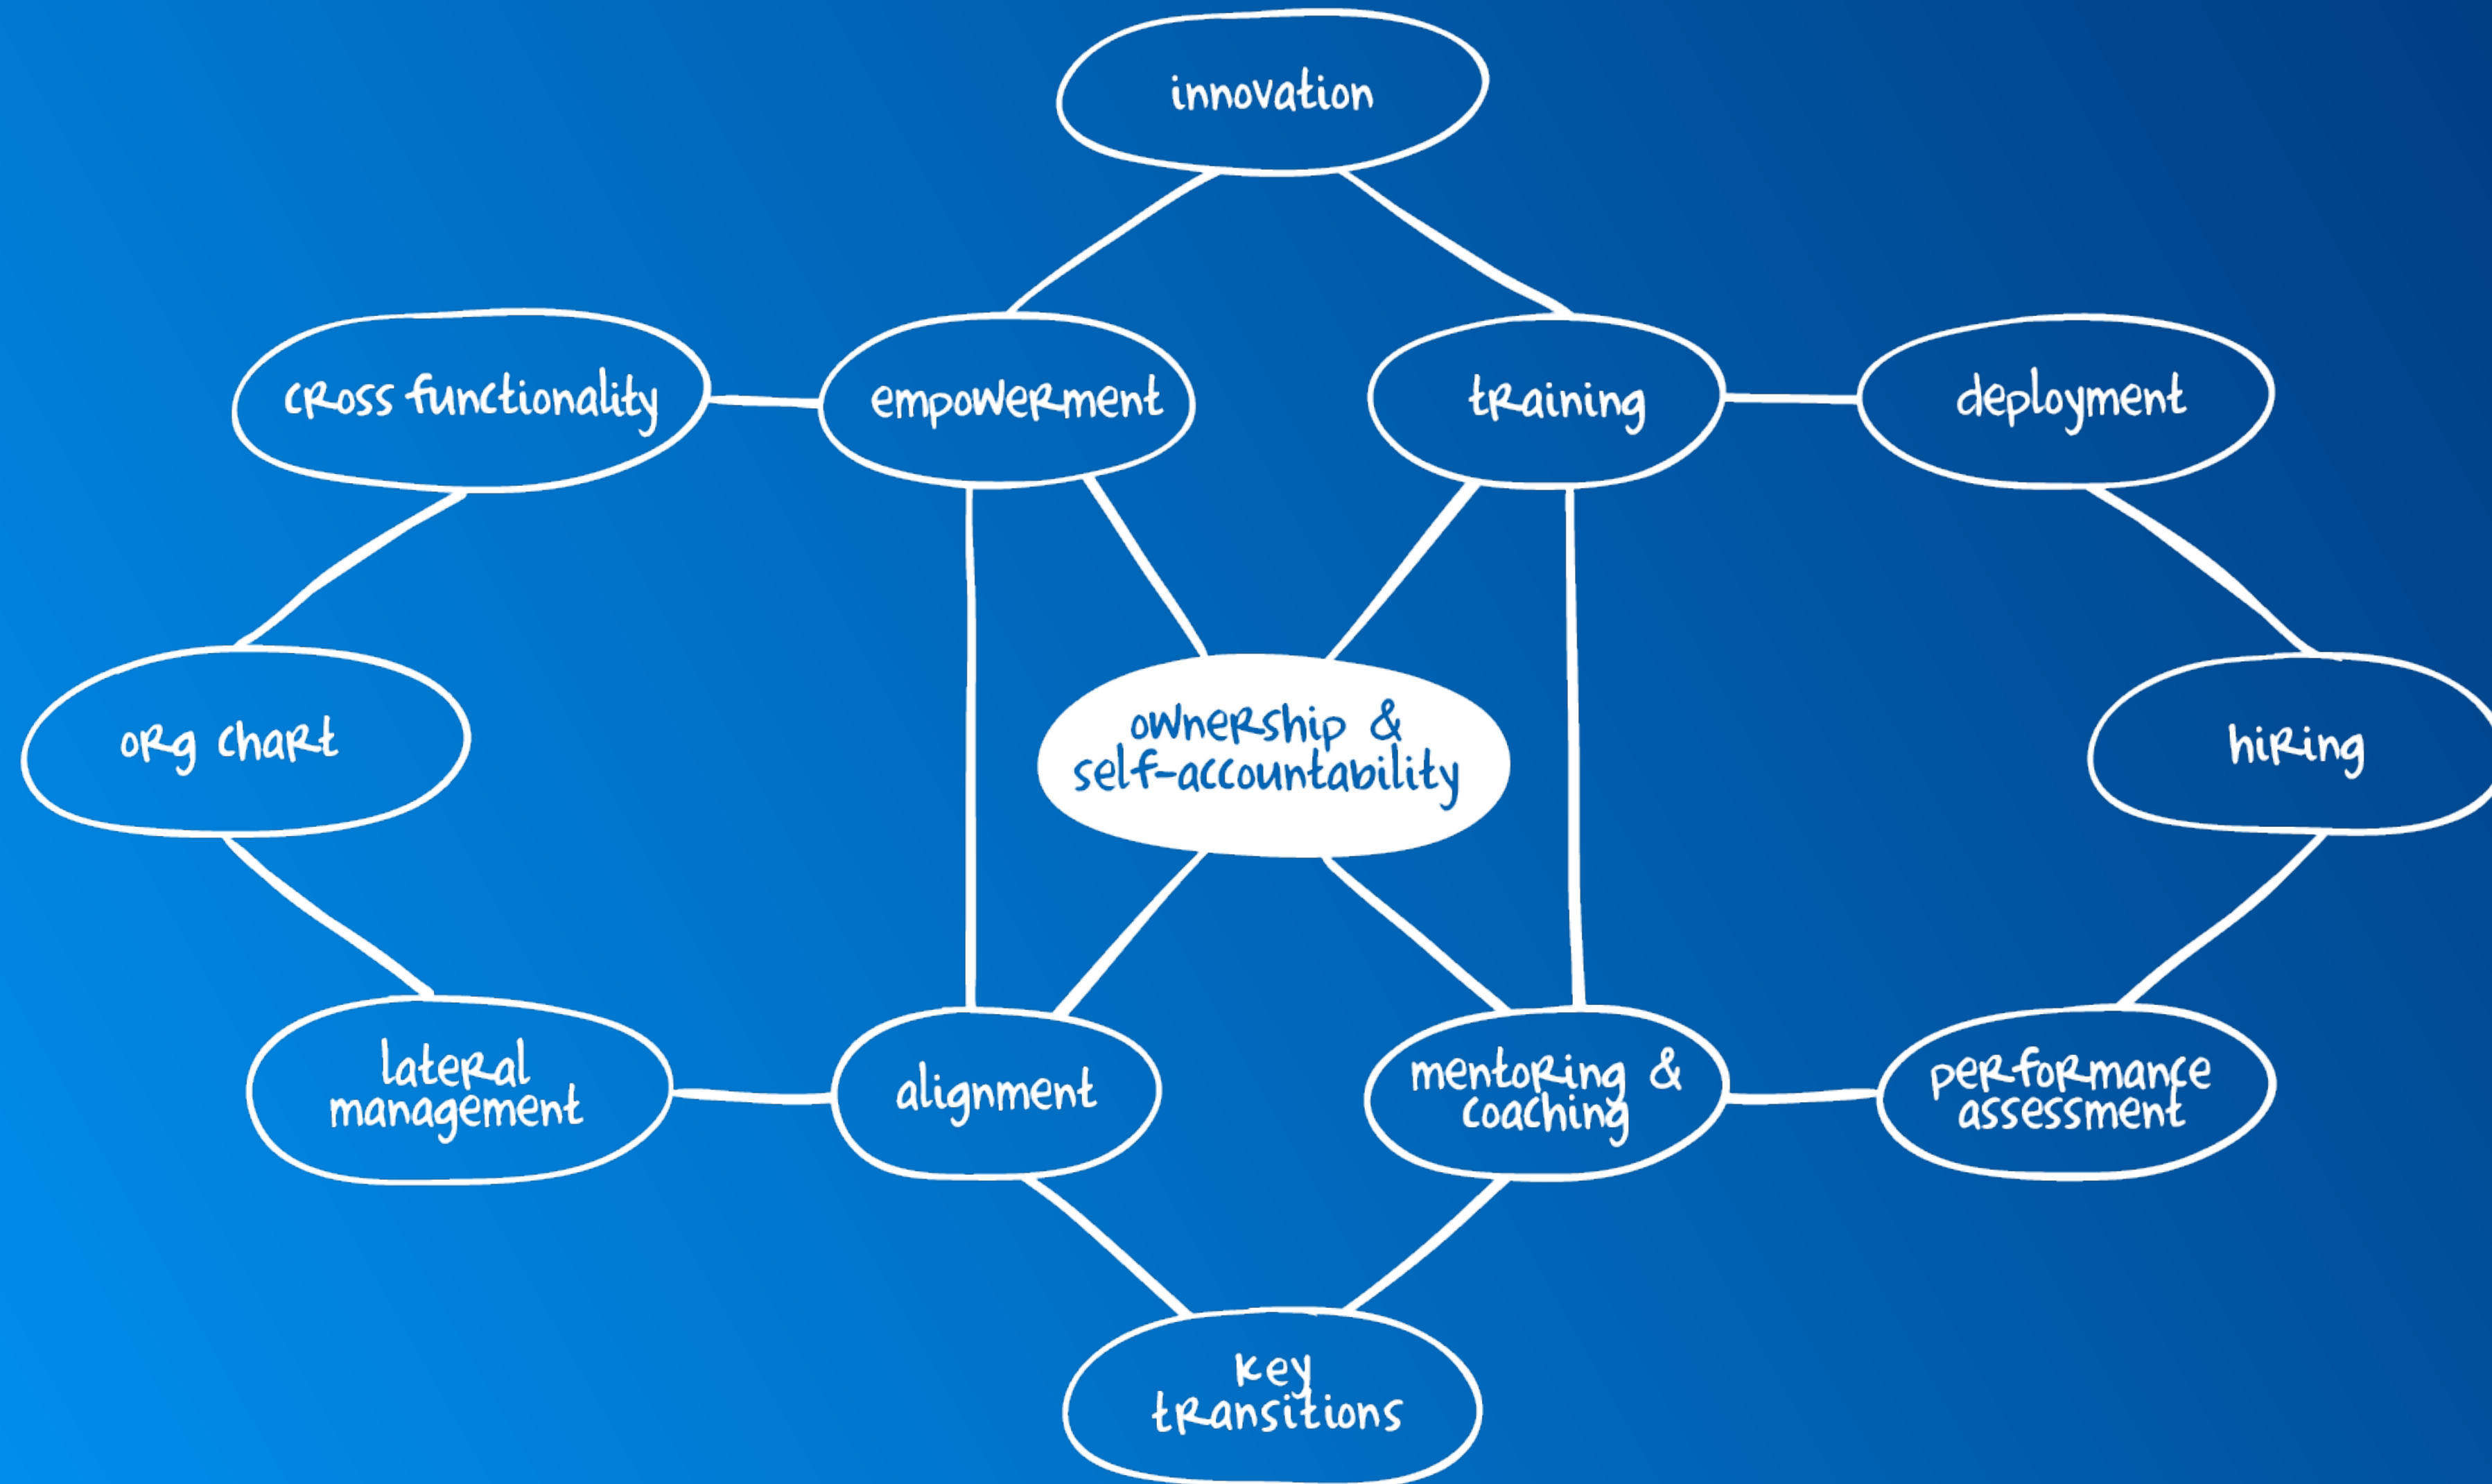 innovation
cross functionality
empowerment
training
deployment
org chart
ownership &
self-accountability
hiring
lateral
management
alignment
mentoring &
coaching
performance
assessment
key
transitions